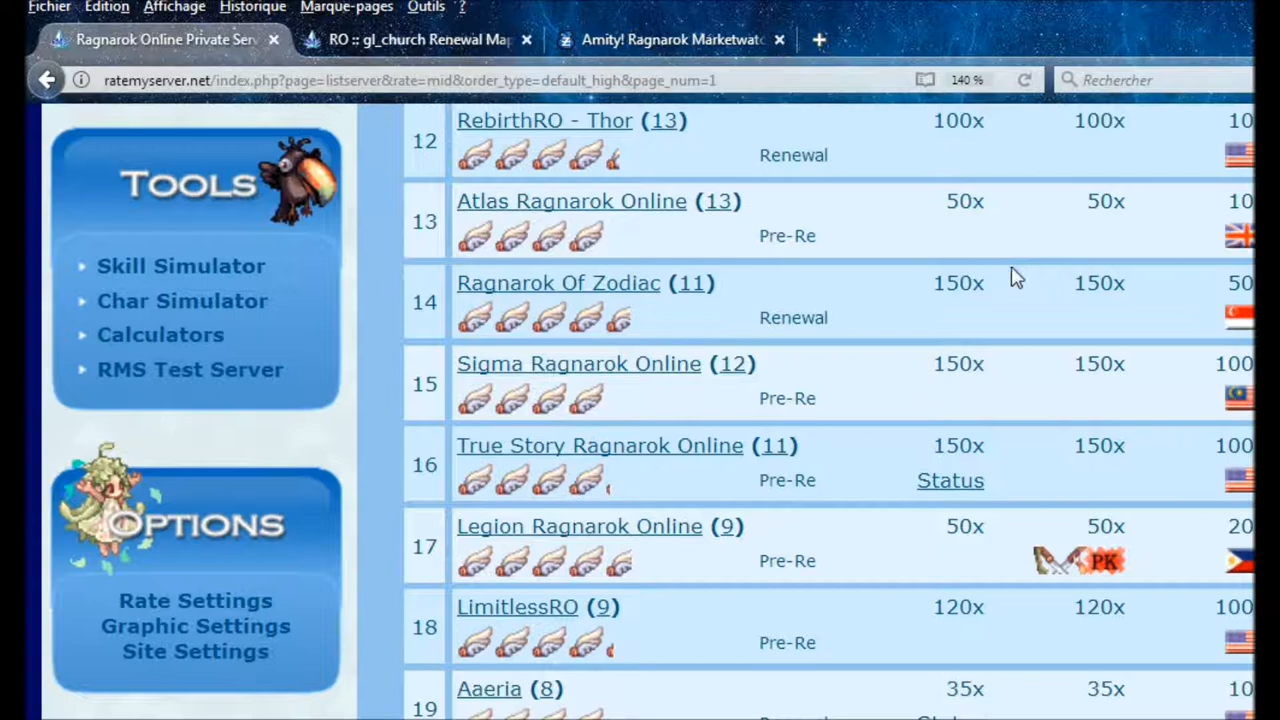 Fichier Edition Affichage Historique Marque-pages Outils ?
Ragnarok Online Private Serv RO :: gl_church Renewal Map Amity! Ragnarok Marketwatc
ratemyserver.net/index.php?page=listserver&rate=mid&order_type=default_high&page_num=1 140 % Rechercher
TOOLS
Skill Simulator
Char Simulator
Calculators
RMS Test Server
OPTIONS
Rate Settings
Graphic Settings
Site Settings
12 RebirthRO - Thor (13) 100x 100x 10
Renewal
13 Atlas Ragnarok Online (13) 50x 50x 10
Pre-Re
14 Ragnarok Of Zodiac (11) 150x 150x 50
Renewal
15 Sigma Ragnarok Online (12) 150x 150x 100
Pre-Re
16 True Story Ragnarok Online (11) 150x 150x 100
Pre-Re Status
17 Legion Ragnarok Online (9) 50x 50x 20
Pre-Re PK
18 LimitlessRO (9) 120x 120x 100
Pre-Re
19 Aaeria (8) 35x 35x 10